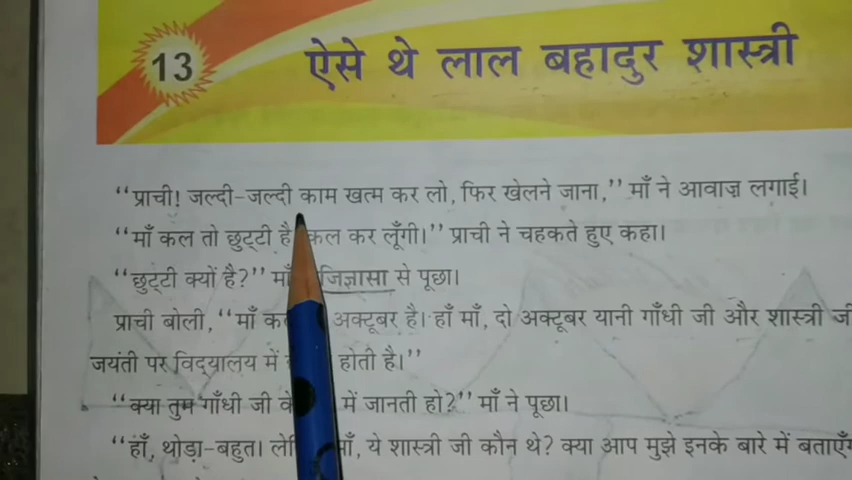 13
ऐसे थे लाल बहादुर शास्त्री
“प्राची! जल्दी-जल्दी काम खत्म कर लो, फिर खेलने जाना,” माँ ने आवाज़ लगाई।
“माँ कल तो छुट्टी है कल कर लूँगी।” प्राची ने चहकते हुए कहा।
“छुट्टी क्यों है?” माँ जिज्ञासा से पूछा।
प्राची बोली, “माँ अक्टूबर है। हाँ माँ, दो अक्टूबर यानी गाँधी जी और शास्त्री जी
जयंती पर विद्यालय में होती है।”
“क्या तुम गाँधी जी में जानती हो?” माँ ने पूछा।
“हाँ, थोड़ा-बहुत। माँ, ये शास्त्री जी कौन थे? क्या आप मुझे इनके बारे में